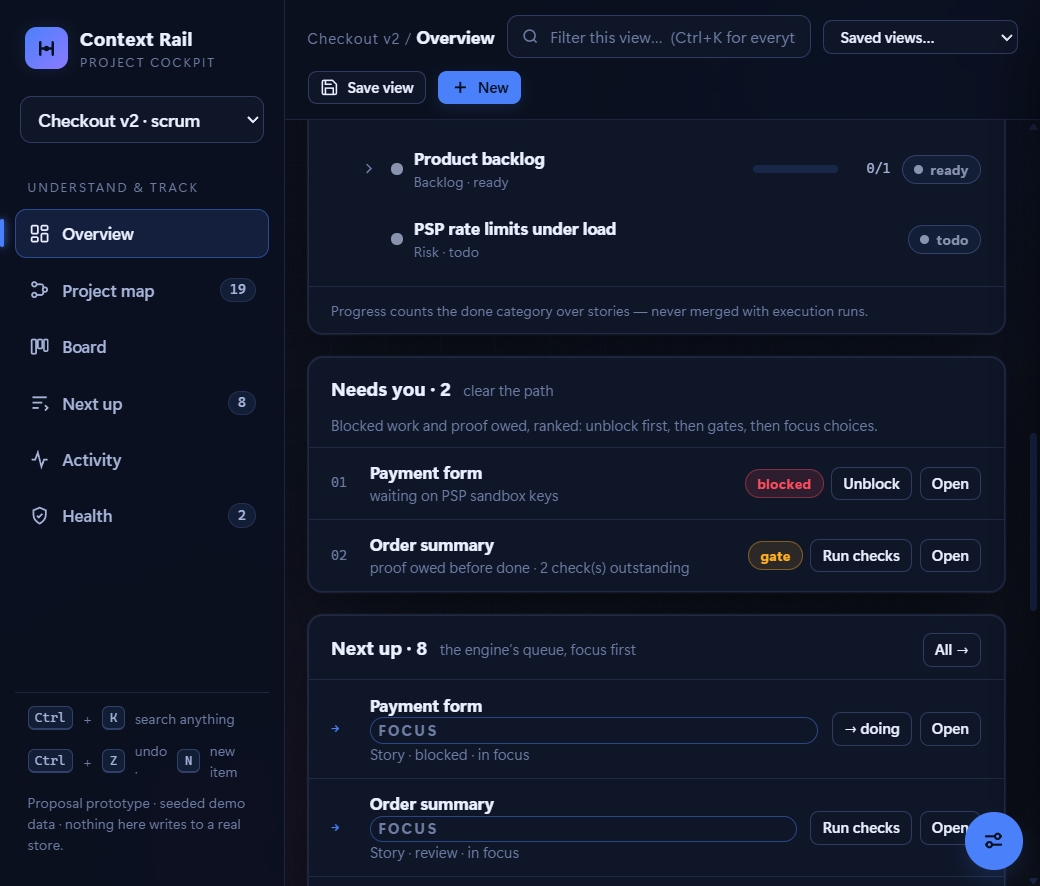 Context Rail
PROJECT COCKPIT
Checkout v2 · scrum
UNDERSTAND & TRACK
Overview
Project map 19
Board
Next up 8
Activity
Health 2
Ctrl + K search anything
Ctrl + Z undo · N new item
Proposal prototype · seeded demo
data · nothing here writes to a real
store.
Checkout v2 / Overview
Filter this view... (Ctrl+K for everyt
Saved views...
Save view
+ New
Product backlog
Backlog · ready
0/1
ready
PSP rate limits under load
Risk · todo
todo
Progress counts the done category over stories — never merged with execution runs.
Needs you · 2 clear the path
Blocked work and proof owed, ranked: unblock first, then gates, then focus choices.
01
Payment form
waiting on PSP sandbox keys
blocked
Unblock
Open
02
Order summary
proof owed before done · 2 check(s) outstanding
gate
Run checks
Open
Next up · 8 the engine's queue, focus first
All →
→
Payment form
FOCUS
Story · blocked · in focus
→ doing
Open
→
Order summary
FOCUS
Story · review · in focus
Run checks
Open